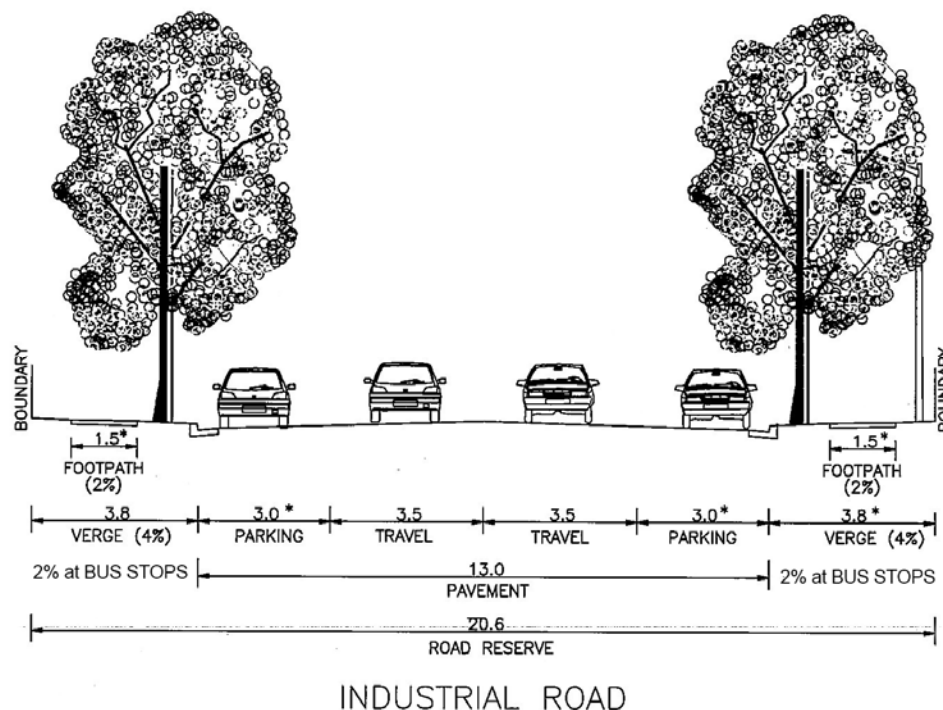 BOUNDARY
BOUNDARY
1.5*
FOOTPATH
(2%)
1.5*
FOOTPATH
(2%)
3.8
VERGE (4%)
3.0*
PARKING
3.5
TRAVEL
3.5
TRAVEL
3.0*
PARKING
3.8*
VERGE (4%)
2% at BUS STOPS
13.0
PAVEMENT
2% at BUS STOPS
20.6
ROAD RESERVE
INDUSTRIAL ROAD